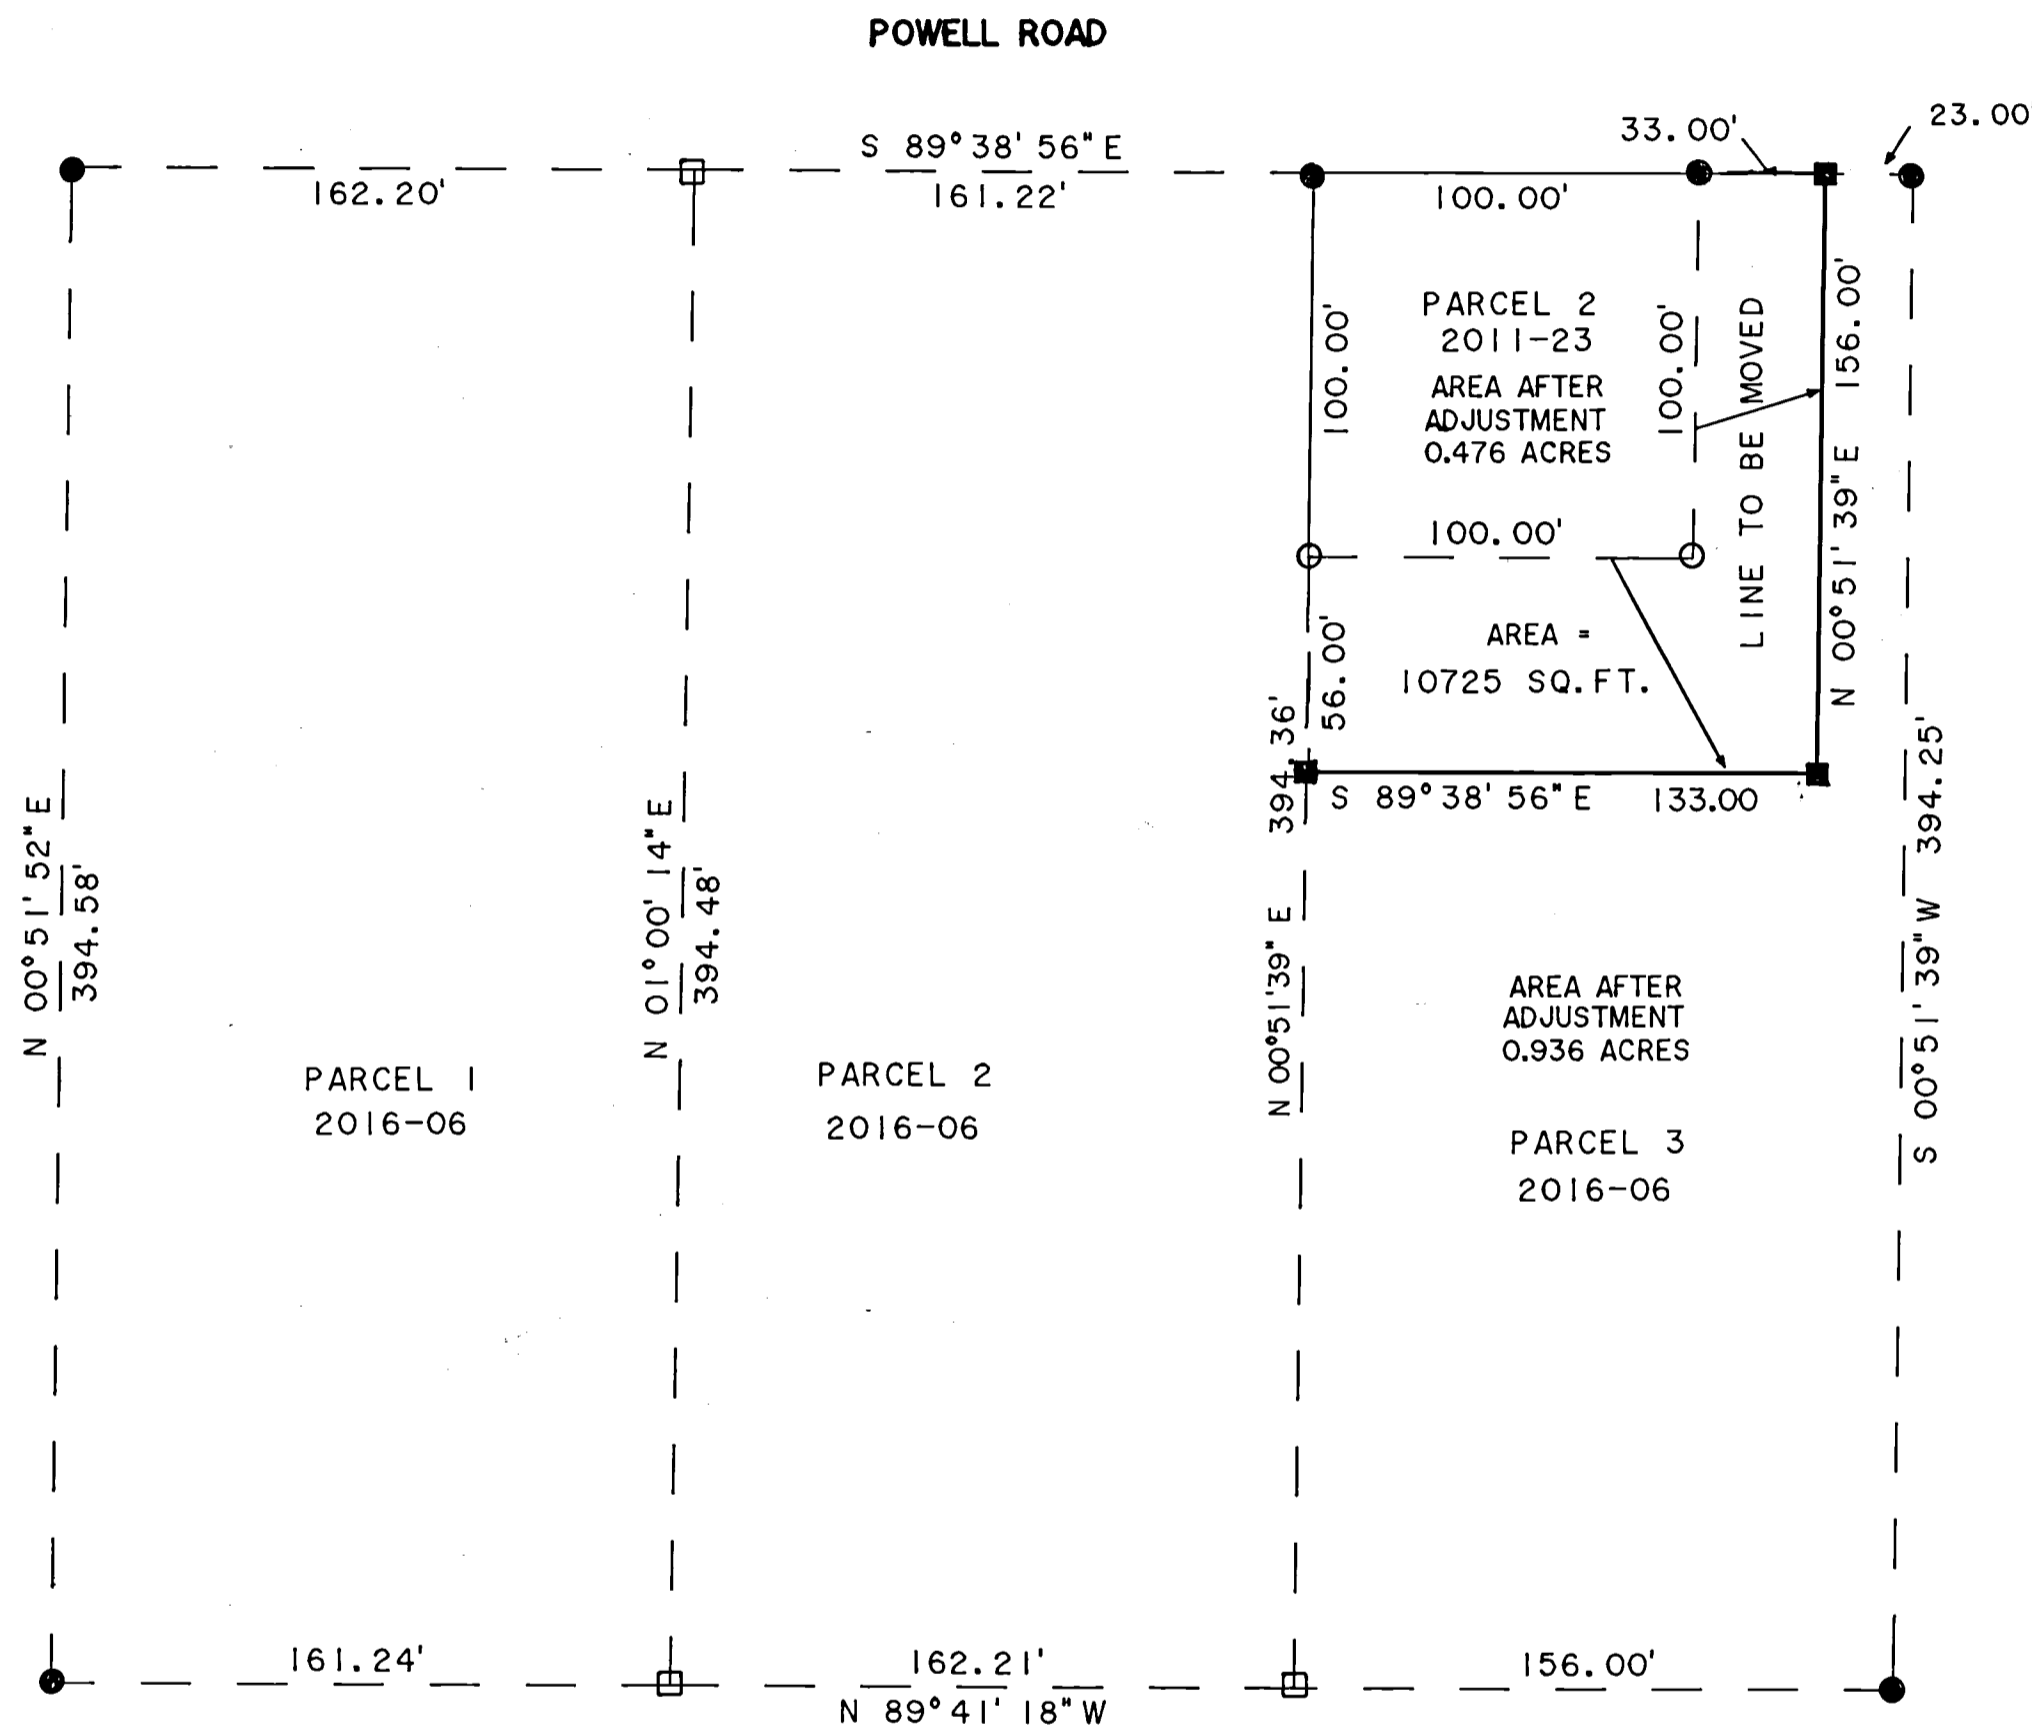 POWELL ROAD
23.00'
33.00'
S 89°38'56"E
162.20'
161.22'
100.00'
PARCEL 2
2011-23
AREA AFTER
ADJUSTMENT
0.476 ACRES
100.00'
100.00'
LINE TO BE MOVED
N 00°51'39"E 156.00'
100.00'
AREA =
10725 SQ.FT.
56.00'
S 89°38'56"E 133.00
N 00°51'52"E
394.58'
N 01°00'14"E
394.48'
N 00°51'39"E 394.36'
S 00°51'39"W 394.25'
AREA AFTER
ADJUSTMENT
0.936 ACRES
PARCEL 1
2016-06
PARCEL 2
2016-06
PARCEL 3
2016-06
161.24'
162.21'
156.00'
N 89°41'18"W